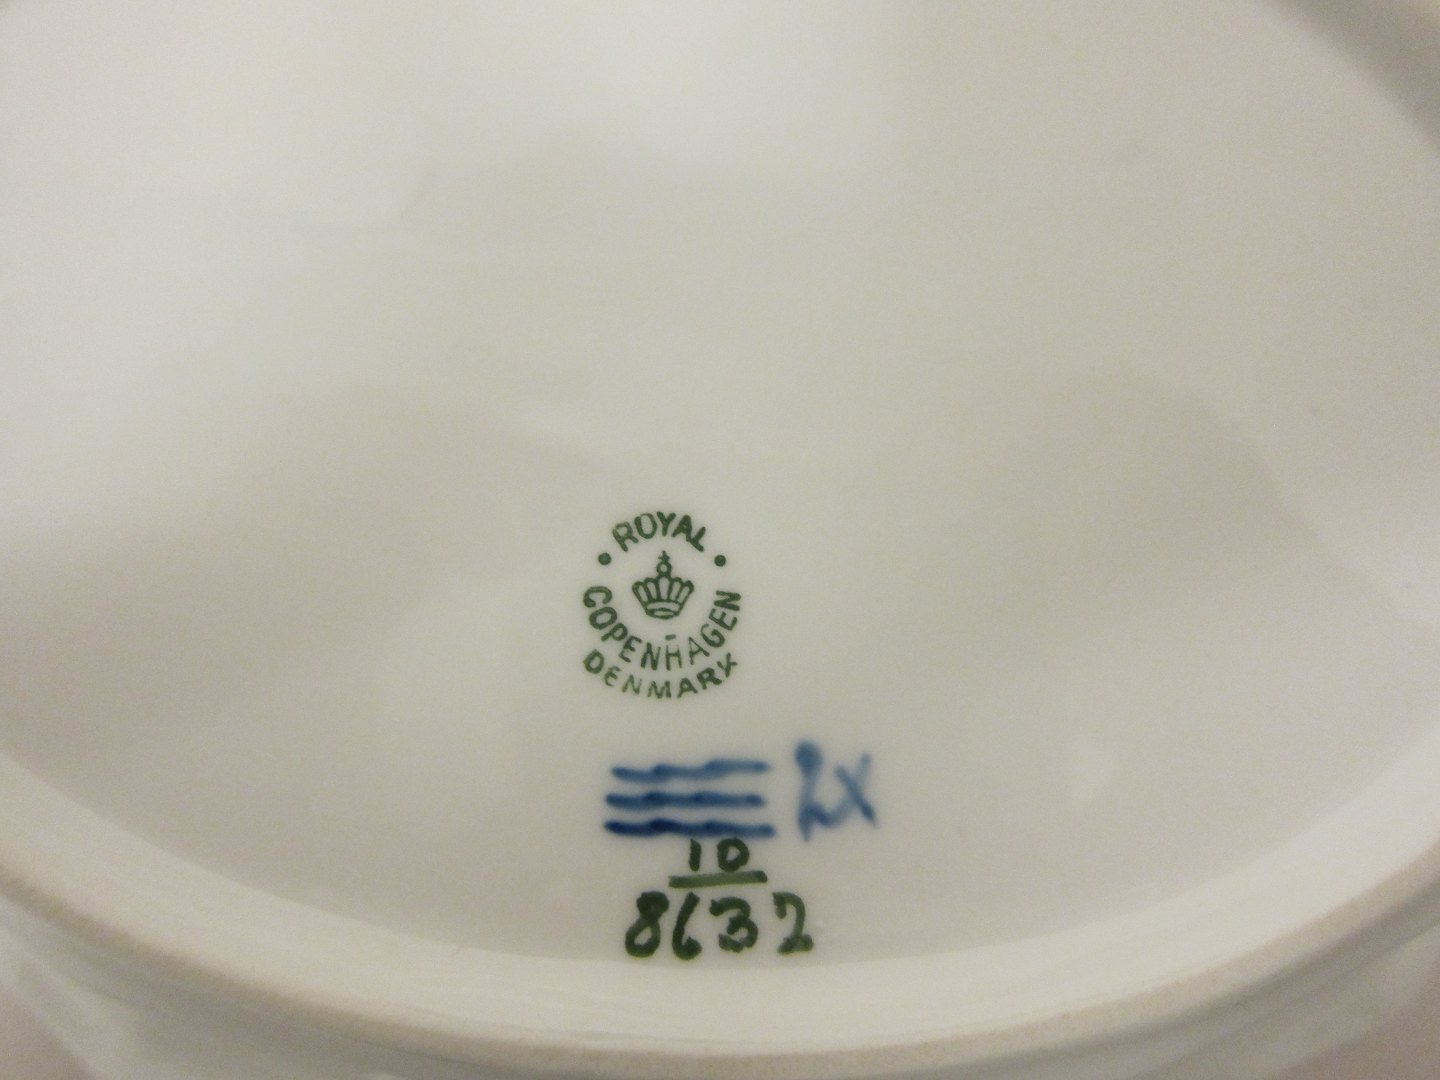 ROYAL
COPENHAGEN
DENMARK
2X
10
8632